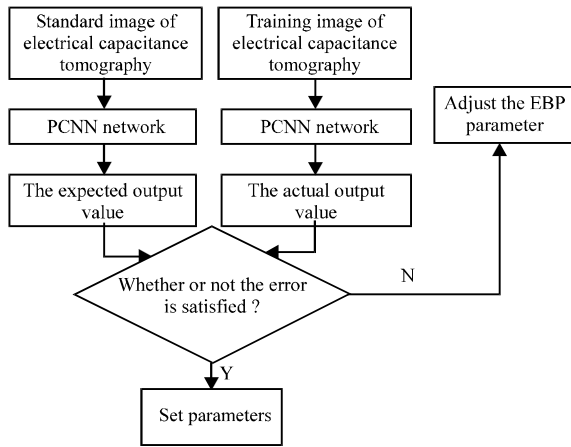 Standard image of
electrical capacitance
tomography
Training image of
electrical capacitance
tomography
PCNN network
PCNN network
Adjust the EBP
parameter
The expected output
value
The actual output
value
Whether or not the error
is satisfied ?
N
Y
Set parameters